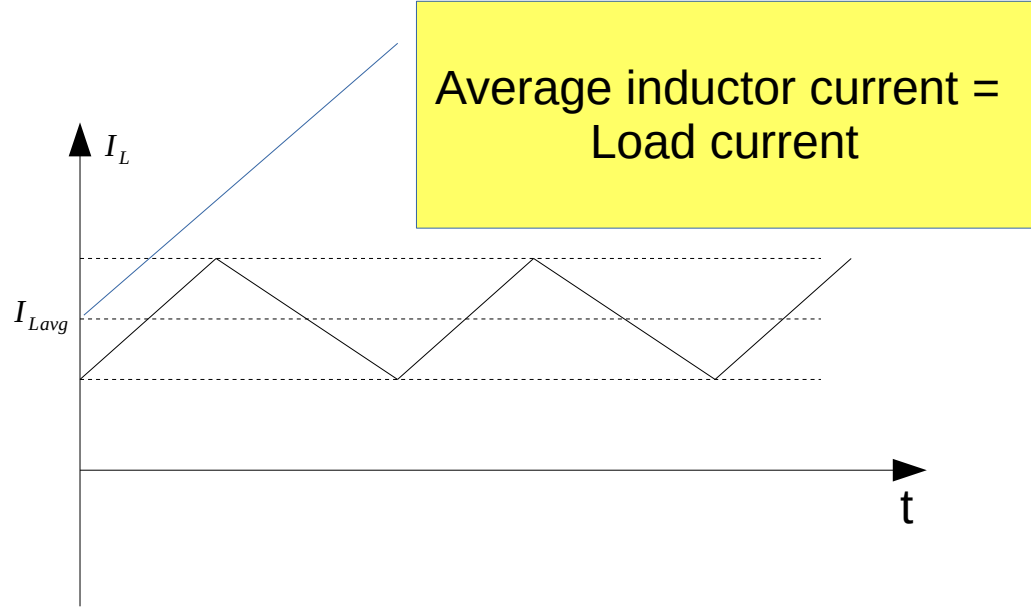 Average inductor current =
Load current
I_L
I_Lavg
t